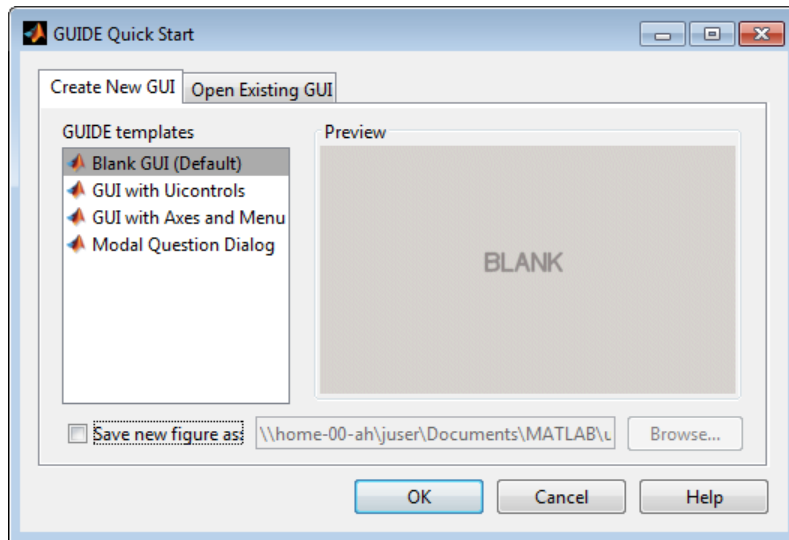 GUIDE Quick Start
Create New GUI
Open Existing GUI
GUIDE templates
Blank GUI (Default)
GUI with Uicontrols
GUI with Axes and Menu
Modal Question Dialog
Preview
BLANK
Save new figure as:
\\home-00-ah\juser\Documents\MATLAB\u
Browse...
OK
Cancel
Help